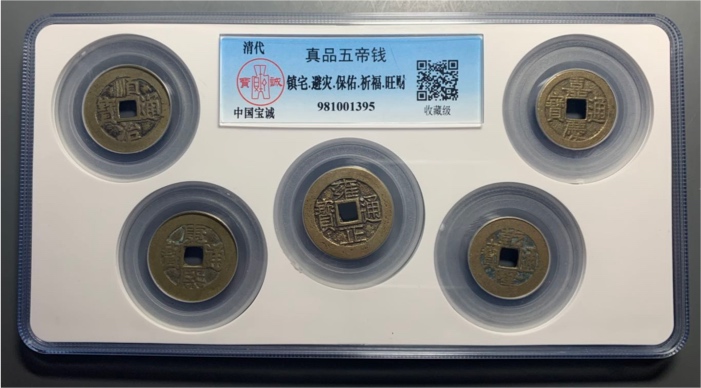 清代
真品五帝钱
镇宅.避灾.保佑.祈福.旺财
寶誠
中国宝诚
981001395
收藏级
順治通寶
嘉慶通寶
雍正通寶
康熙通寶